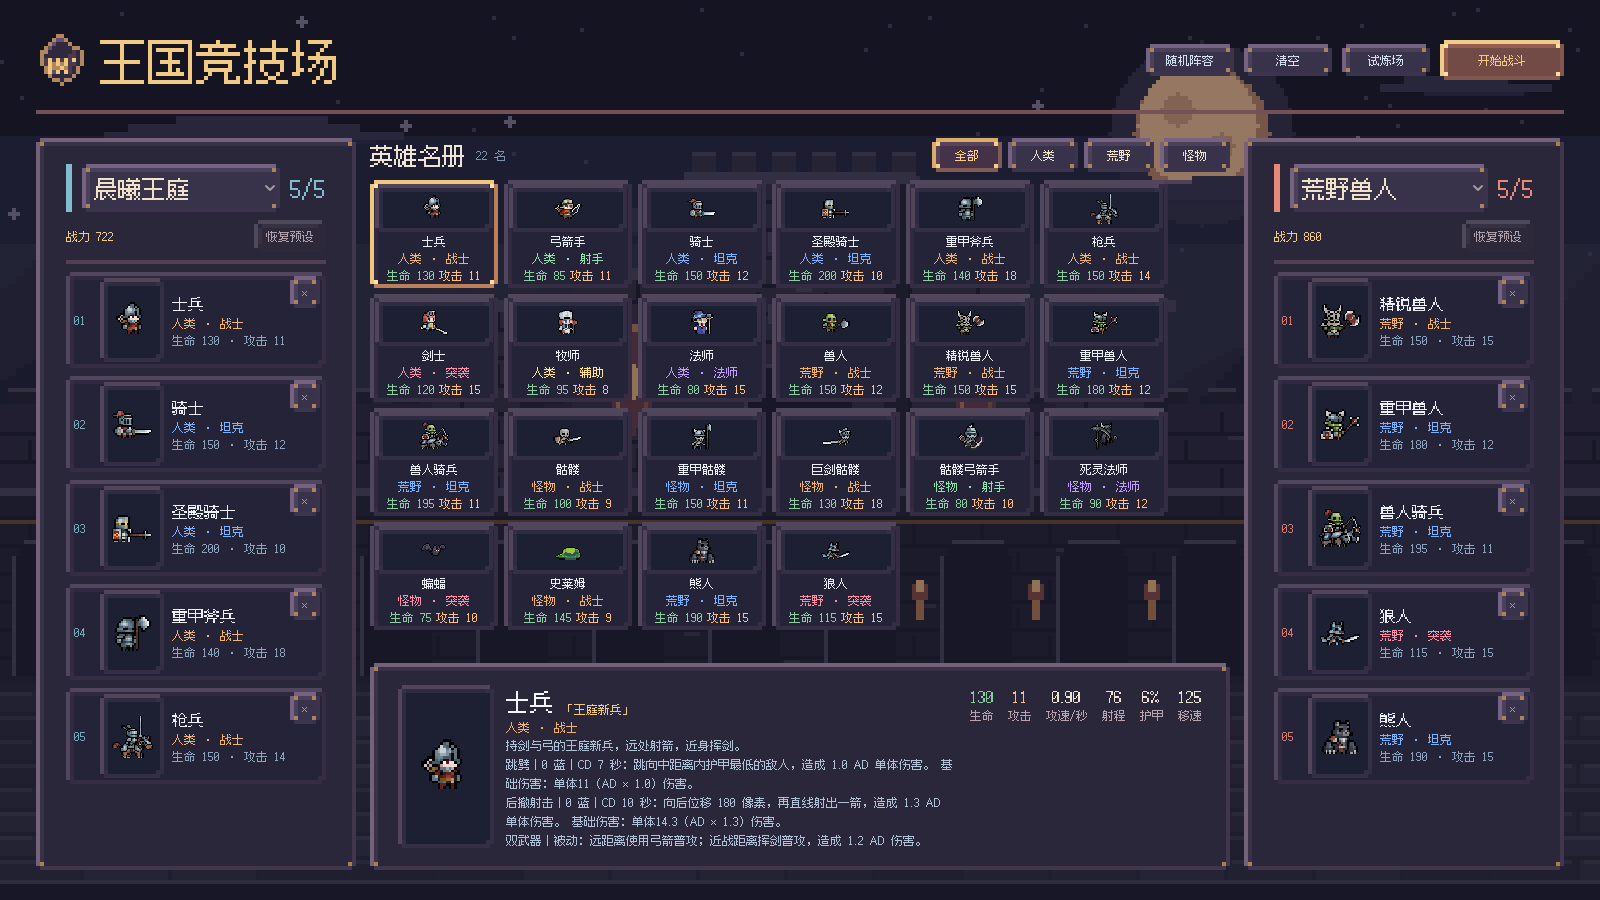 王国竞技场
随机阵容 清空 试炼场 开始战斗
晨曦王庭 5/5
战力 722 恢复预设
01 士兵 ×
人类 · 战士
生命 130 · 攻击 11
02 骑士 ×
人类 · 坦克
生命 150 · 攻击 12
03 圣殿骑士 ×
人类 · 坦克
生命 200 · 攻击 10
04 重甲斧兵 ×
人类 · 战士
生命 140 · 攻击 18
05 枪兵 ×
人类 · 战士
生命 150 · 攻击 14
英雄名册 22 名
全部 人类 荒野 怪物
士兵
人类 · 战士
生命 130 攻击 11
弓箭手
人类 · 射手
生命 85 攻击 11
骑士
人类 · 坦克
生命 150 攻击 12
圣殿骑士
人类 · 坦克
生命 200 攻击 10
重甲斧兵
人类 · 战士
生命 140 攻击 18
枪兵
人类 · 战士
生命 150 攻击 14
剑士
人类 · 突袭
生命 120 攻击 15
牧师
人类 · 辅助
生命 95 攻击 8
法师
人类 · 法师
生命 80 攻击 15
兽人
荒野 · 战士
生命 150 攻击 12
精锐兽人
荒野 · 战士
生命 150 攻击 15
重甲兽人
荒野 · 坦克
生命 180 攻击 12
兽人骑兵
荒野 · 坦克
生命 195 攻击 11
骷髅
怪物 · 战士
生命 100 攻击 9
重甲骷髅
怪物 · 坦克
生命 150 攻击 11
巨剑骷髅
怪物 · 战士
生命 130 攻击 18
骷髅弓箭手
怪物 · 射手
生命 80 攻击 10
死灵法师
怪物 · 法师
生命 90 攻击 12
蝙蝠
怪物 · 突袭
生命 75 攻击 10
史莱姆
怪物 · 战士
生命 145 攻击 9
熊人
荒野 · 坦克
生命 190 攻击 15
狼人
荒野 · 突袭
生命 115 攻击 15
士兵 「王庭新兵」
人类 · 战士
130 11 0.90 76 6% 125
生命 攻击 攻速/秒 射程 护甲 移速
持剑与弓的王庭新兵，远处射箭，近身挥剑。
跳劈|0 蓝|CD 7 秒：跳向中距离内护甲最低的敌人，造成 1.0 AD 单体伤害。 基
础伤害：单体11（AD × 1.0）伤害。
后撤射击|0 蓝|CD 10 秒：向后位移 180 像素，再直线射出一箭，造成 1.3 AD
单体伤害。 基础伤害：单体14.3（AD × 1.3）伤害。
双武器|被动：远距离使用弓箭普攻；近战距离挥剑普攻，造成 1.2 AD 伤害。
荒野兽人 5/5
战力 860 恢复预设
01 精锐兽人 ×
荒野 · 战士
生命 150 · 攻击 15
02 重甲兽人 ×
荒野 · 坦克
生命 180 · 攻击 12
03 兽人骑兵 ×
荒野 · 坦克
生命 195 · 攻击 11
04 狼人 ×
荒野 · 突袭
生命 115 · 攻击 15
05 熊人 ×
荒野 · 坦克
生命 190 · 攻击 15